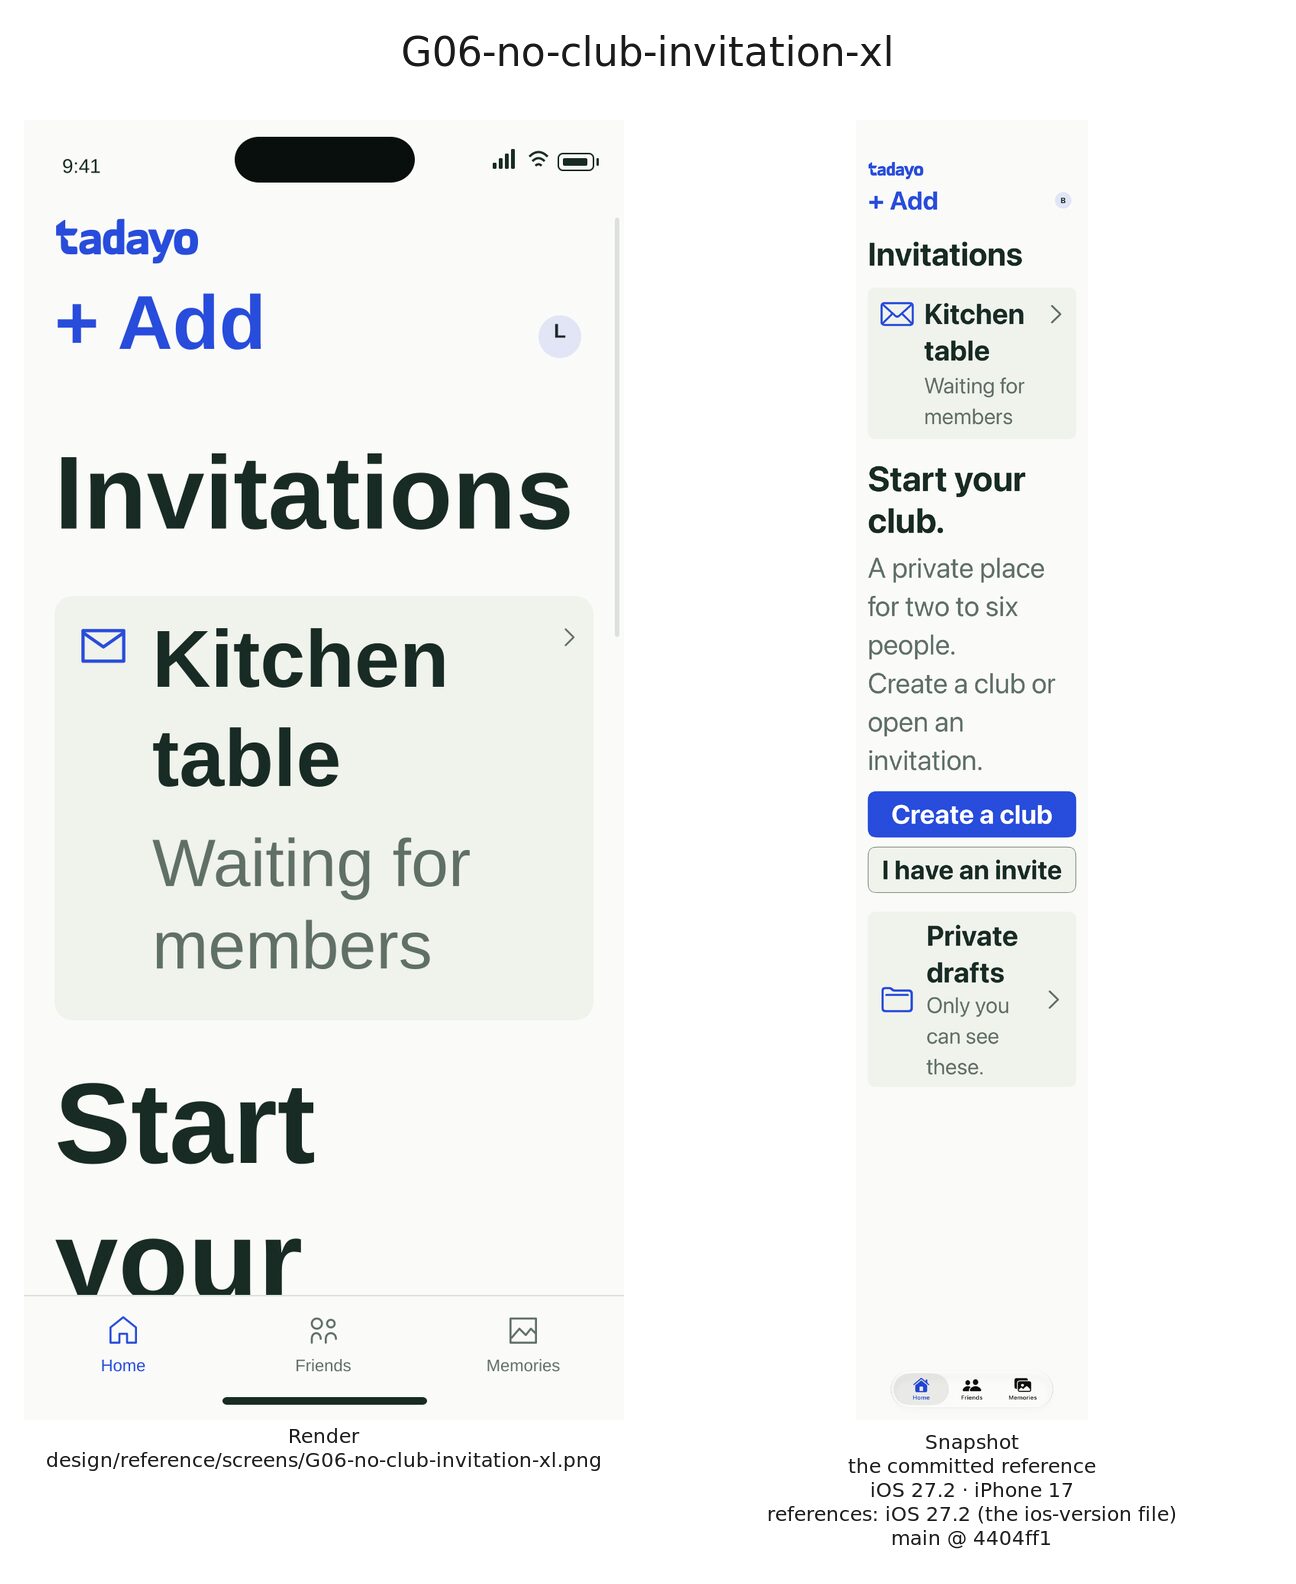 G06-no-club-invitation-xl
9:41
tadayo
+ Add
L
Invitations
Kitchen
table
Waiting for
members
Start
your
Home
Friends
Memories
Render
design/reference/screens/G06-no-club-invitation-xl.png
tadayo
+ Add
B
Invitations
Kitchen
table
Waiting for
members
Start your
club.
A private place
for two to six
people.
Create a club or
open an
invitation.
Create a club
I have an invite
Private
drafts
Only you
can see
these.
Home
Friends
Memories
Snapshot
the committed reference
iOS 27.2 · iPhone 17
references: iOS 27.2 (the ios-version file)
main @ 4404ff1